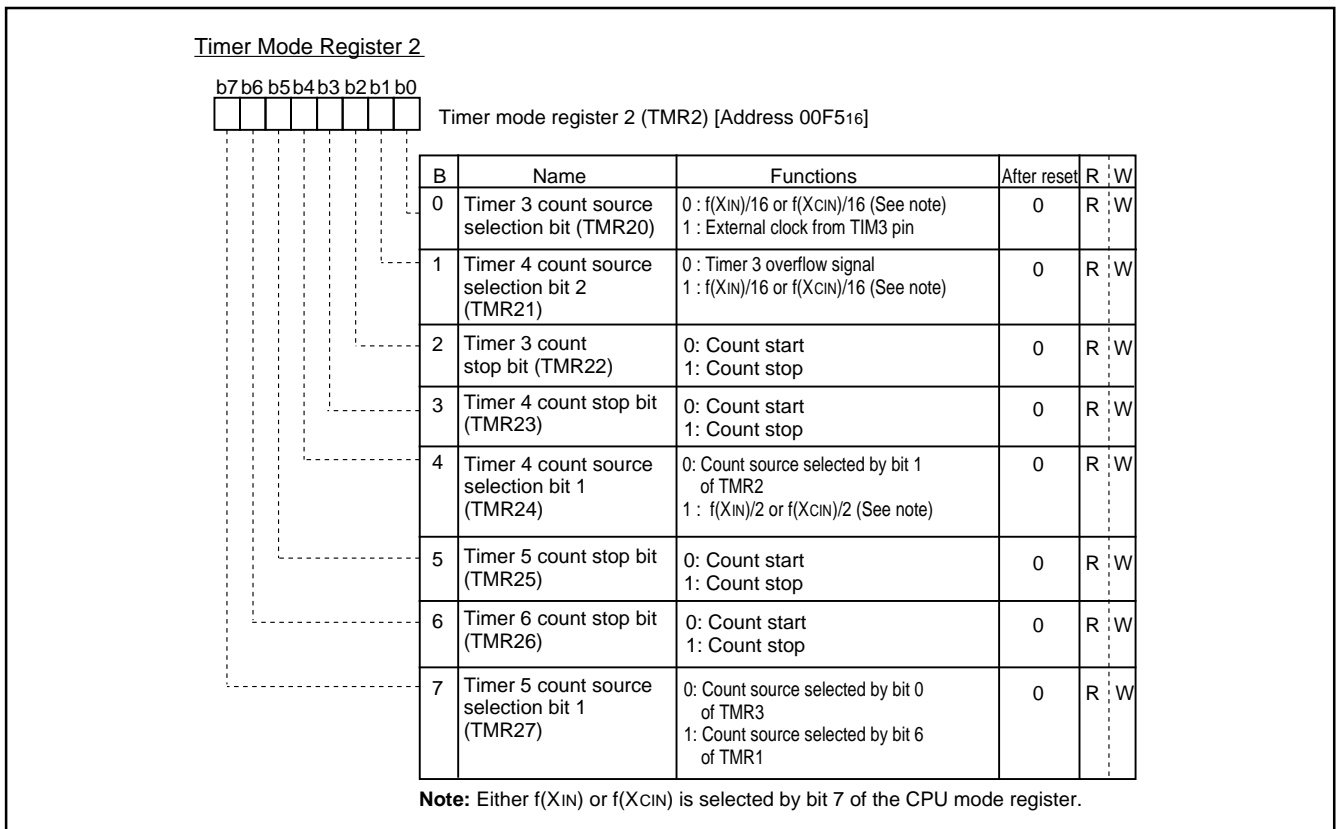 Timer Mode Register 2
b7 b6 b5 b4 b3 b2 b1 b0
Timer mode register 2 (TMR2) [Address 00F516]
B Name Functions After reset R W
0 Timer 3 count source selection bit (TMR20) 0 : f(XIN)/16 or f(XCIN)/16 (See note) 0 R W
1 : External clock from TIM3 pin
1 Timer 4 count source selection bit 2 (TMR21) 0 : Timer 3 overflow signal 0 R W
1 : f(XIN)/16 or f(XCIN)/16 (See note)
2 Timer 3 count stop bit (TMR22) 0: Count start 0 R W
1: Count stop
3 Timer 4 count stop bit (TMR23) 0: Count start 0 R W
1: Count stop
4 Timer 4 count source selection bit 1 (TMR24) 0: Count source selected by bit 1 of TMR2 0 R W
1 : f(XIN)/2 or f(XCIN)/2 (See note)
5 Timer 5 count stop bit (TMR25) 0: Count start 0 R W
1: Count stop
6 Timer 6 count stop bit (TMR26) 0: Count start 0 R W
1: Count stop
7 Timer 5 count source selection bit 1 (TMR27) 0: Count source selected by bit 0 of TMR3 0 R W
1: Count source selected by bit 6 of TMR1
Note: Either f(XIN) or f(XCIN) is selected by bit 7 of the CPU mode register.